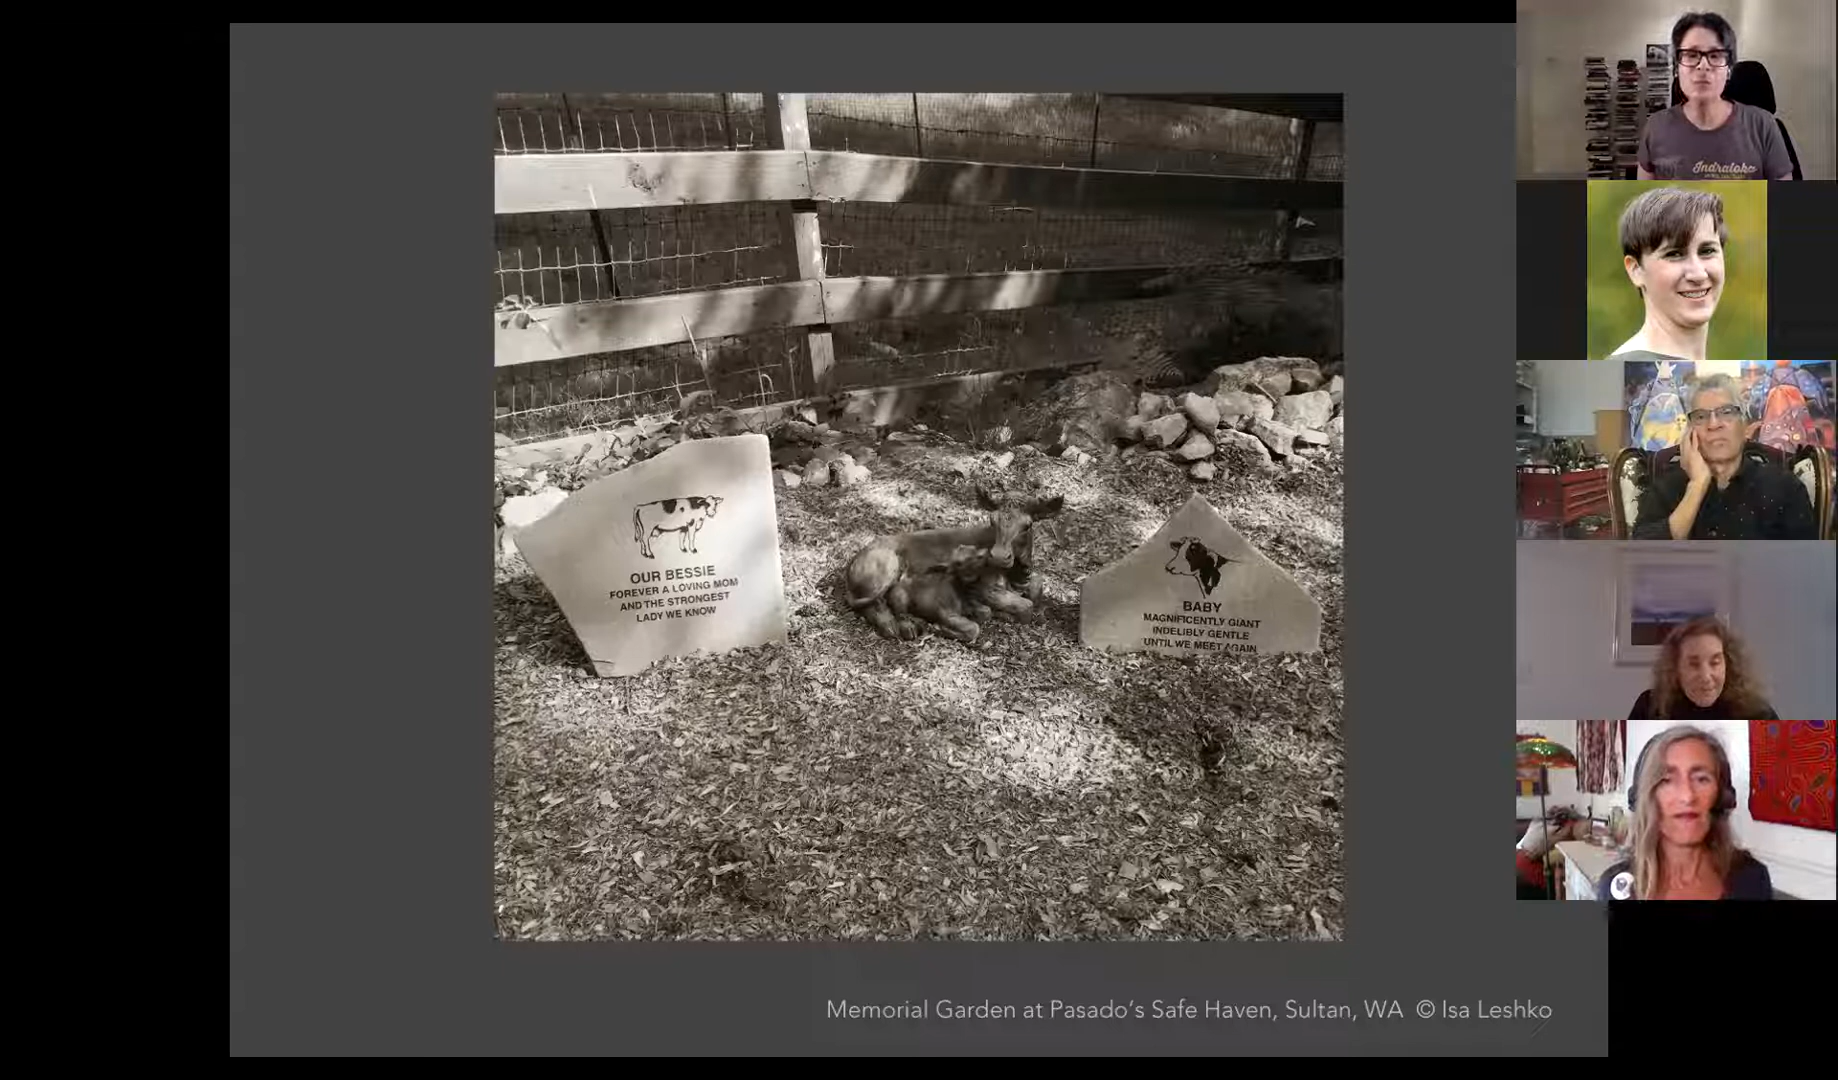 OUR BESSIE
FOREVER A LOVING MOM
AND THE STRONGEST
LADY WE KNOW
BABY
MAGNIFICENTLY GIANT
INDELIBLY GENTLE
UNTIL WE MEET AGAIN
Memorial Garden at Pasado's Safe Haven, Sultan, WA © Isa Leshko
Indraloka